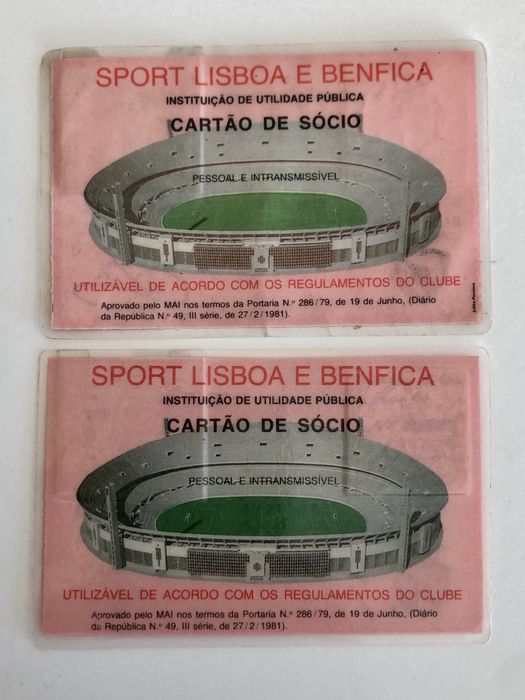 SPORT LISBOA E BENFICA
INSTITUIÇÃO DE UTILIDADE PÚBLICA
CARTÃO DE SÓCIO
PESSOAL E INTRANSMISSÍVEL
UTILIZÁVEL DE ACORDO COM OS REGULAMENTOS DO CLUBE
Aprovado pelo MAI nos termos da Portaria N.º 286/79, de 19 de Junho, (Diário
da República N.º 49, III série, de 27/2/1981).
SPORT LISBOA E BENFICA
INSTITUIÇÃO DE UTILIDADE PÚBLICA
CARTÃO DE SÓCIO
PESSOAL E INTRANSMISSÍVEL
UTILIZÁVEL DE ACORDO COM OS REGULAMENTOS DO CLUBE
Aprovado pelo MAI nos termos da Portaria N.º 286/79, de 19 de Junho, (Diário
da República N.º 49, III série, de 27/2/1981).